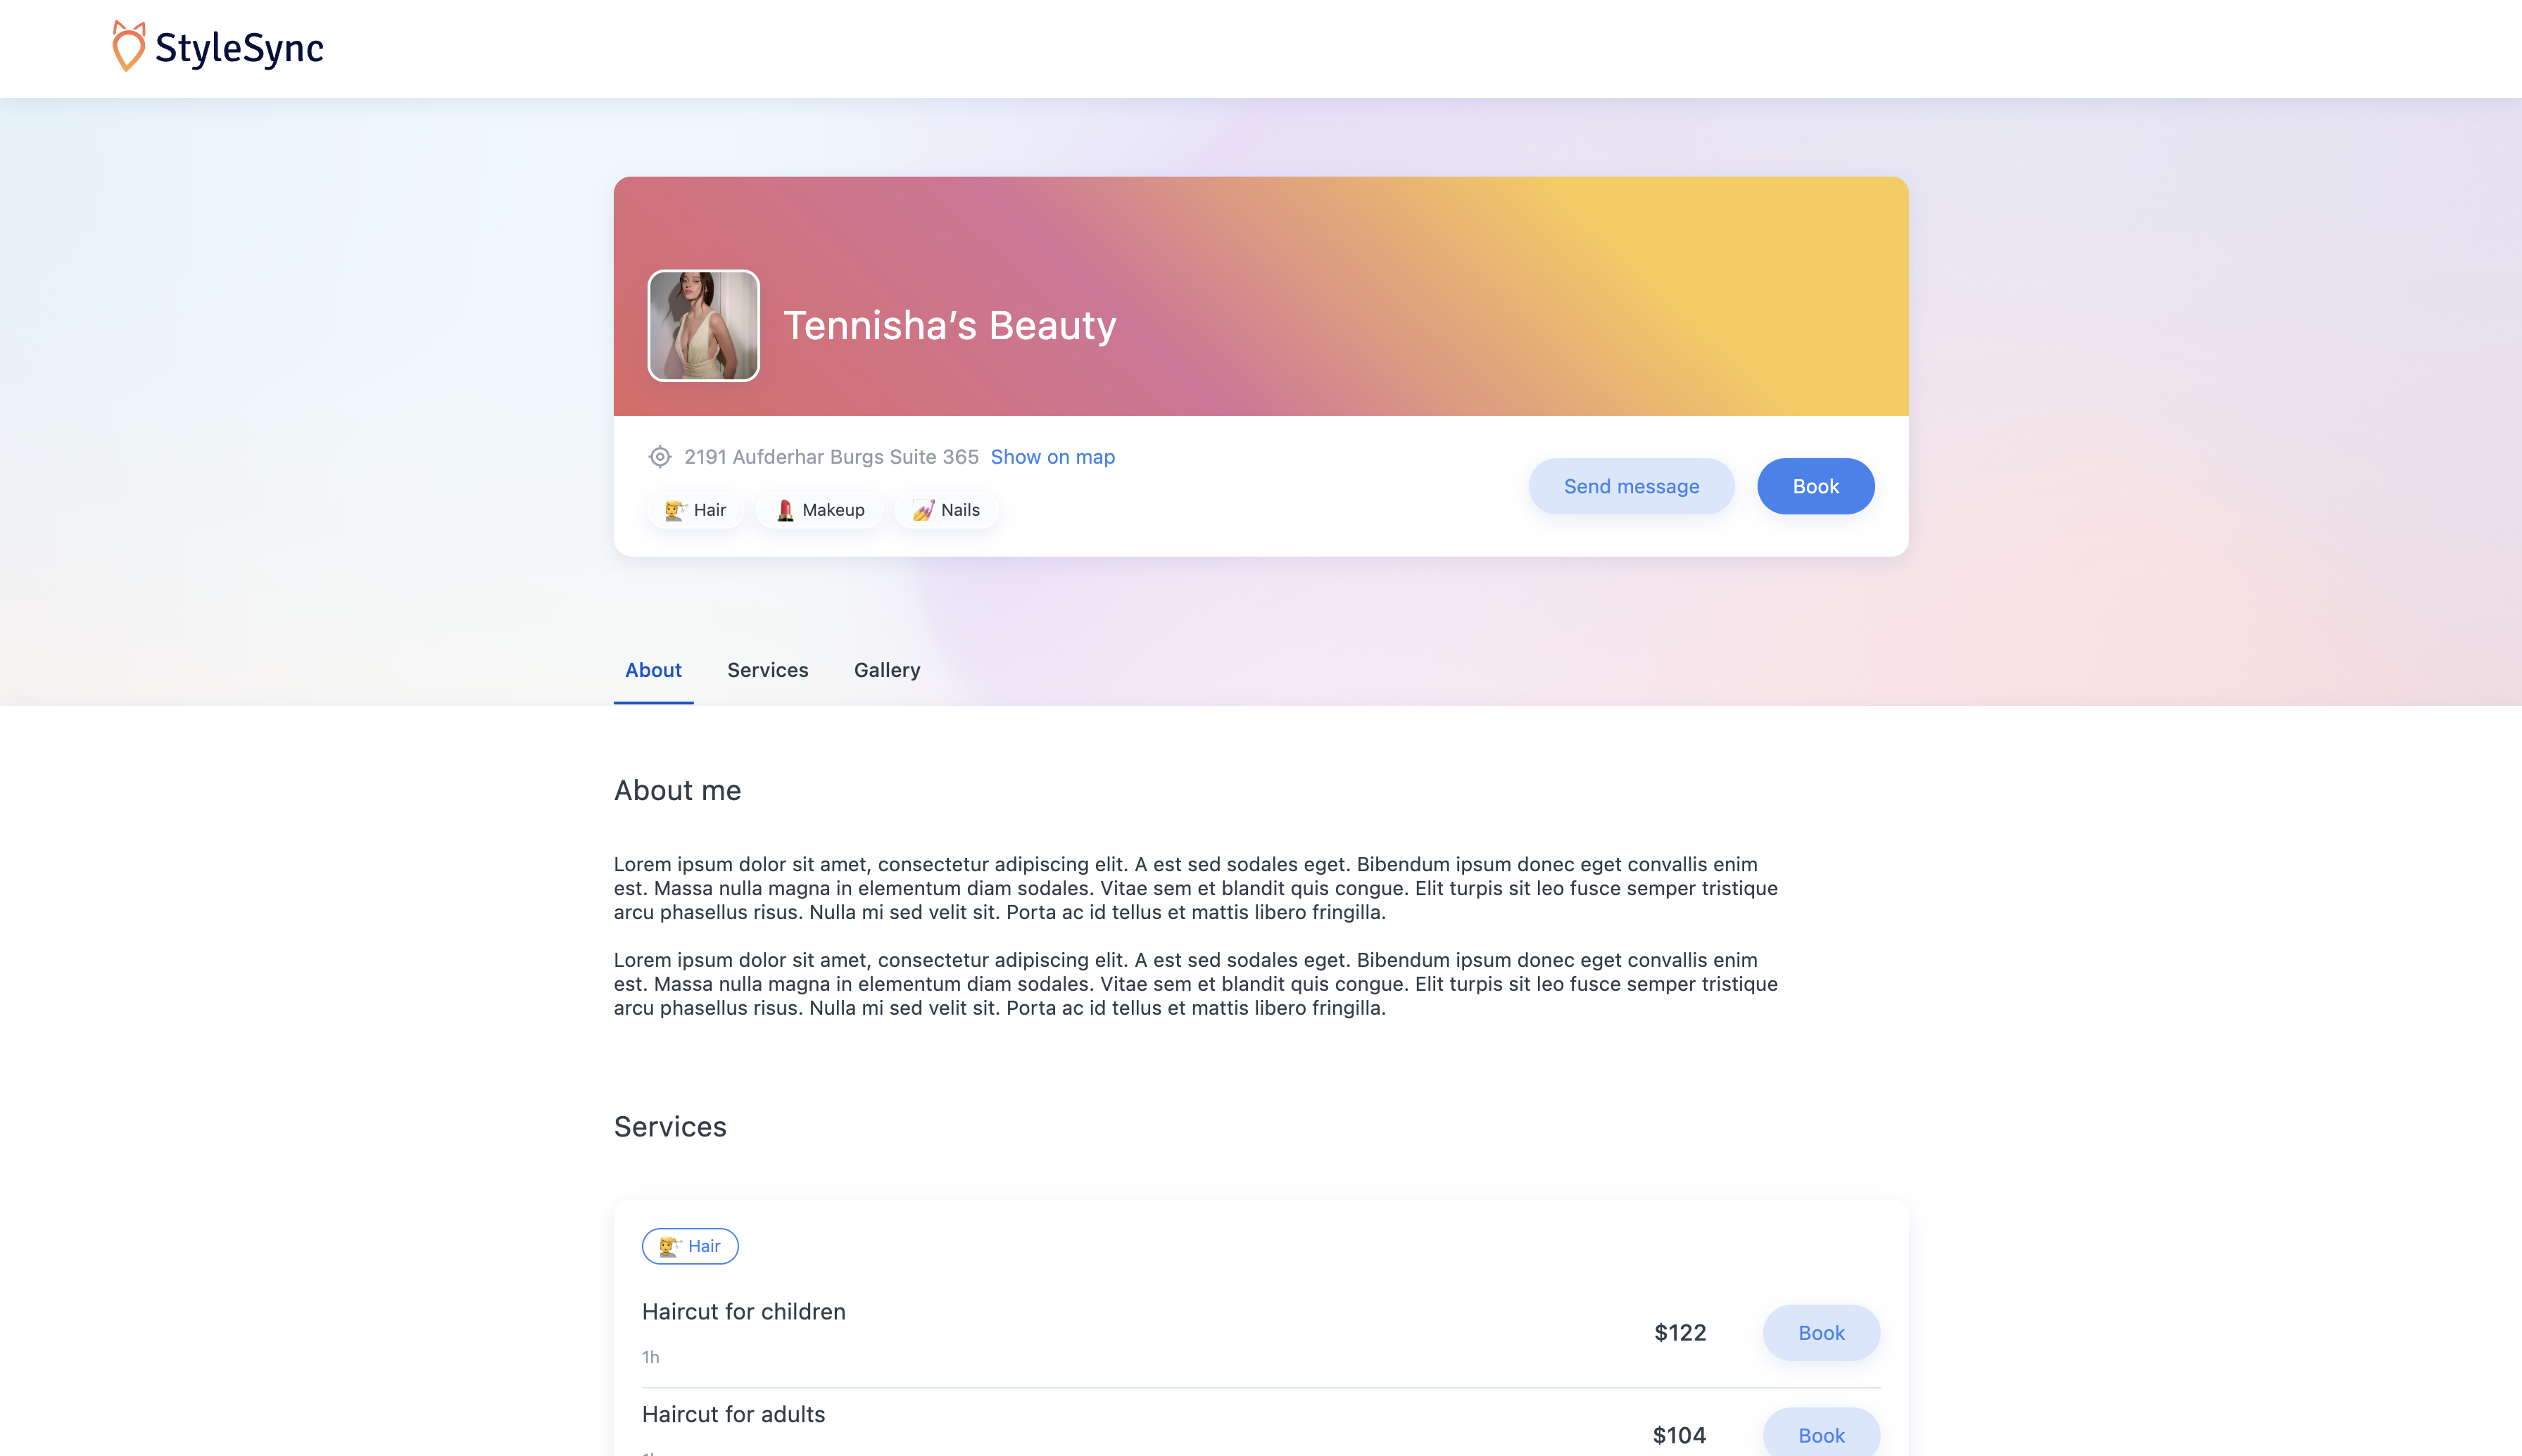 StyleSync
Tennisha’s Beauty
2191 Aufderhar Burgs Suite 365 Show on map
Send message
Book
Hair
Makeup
Nails
About
Services
Gallery
About me
Lorem ipsum dolor sit amet, consectetur adipiscing elit. A est sed sodales eget. Bibendum ipsum donec eget convallis enim
est. Massa nulla magna in elementum diam sodales. Vitae sem et blandit quis congue. Elit turpis sit leo fusce semper tristique
arcu phasellus risus. Nulla mi sed velit sit. Porta ac id tellus et mattis libero fringilla.
Lorem ipsum dolor sit amet, consectetur adipiscing elit. A est sed sodales eget. Bibendum ipsum donec eget convallis enim
est. Massa nulla magna in elementum diam sodales. Vitae sem et blandit quis congue. Elit turpis sit leo fusce semper tristique
arcu phasellus risus. Nulla mi sed velit sit. Porta ac id tellus et mattis libero fringilla.
Services
Hair
Haircut for children
$122
Book
1h
Haircut for adults
$104
Book